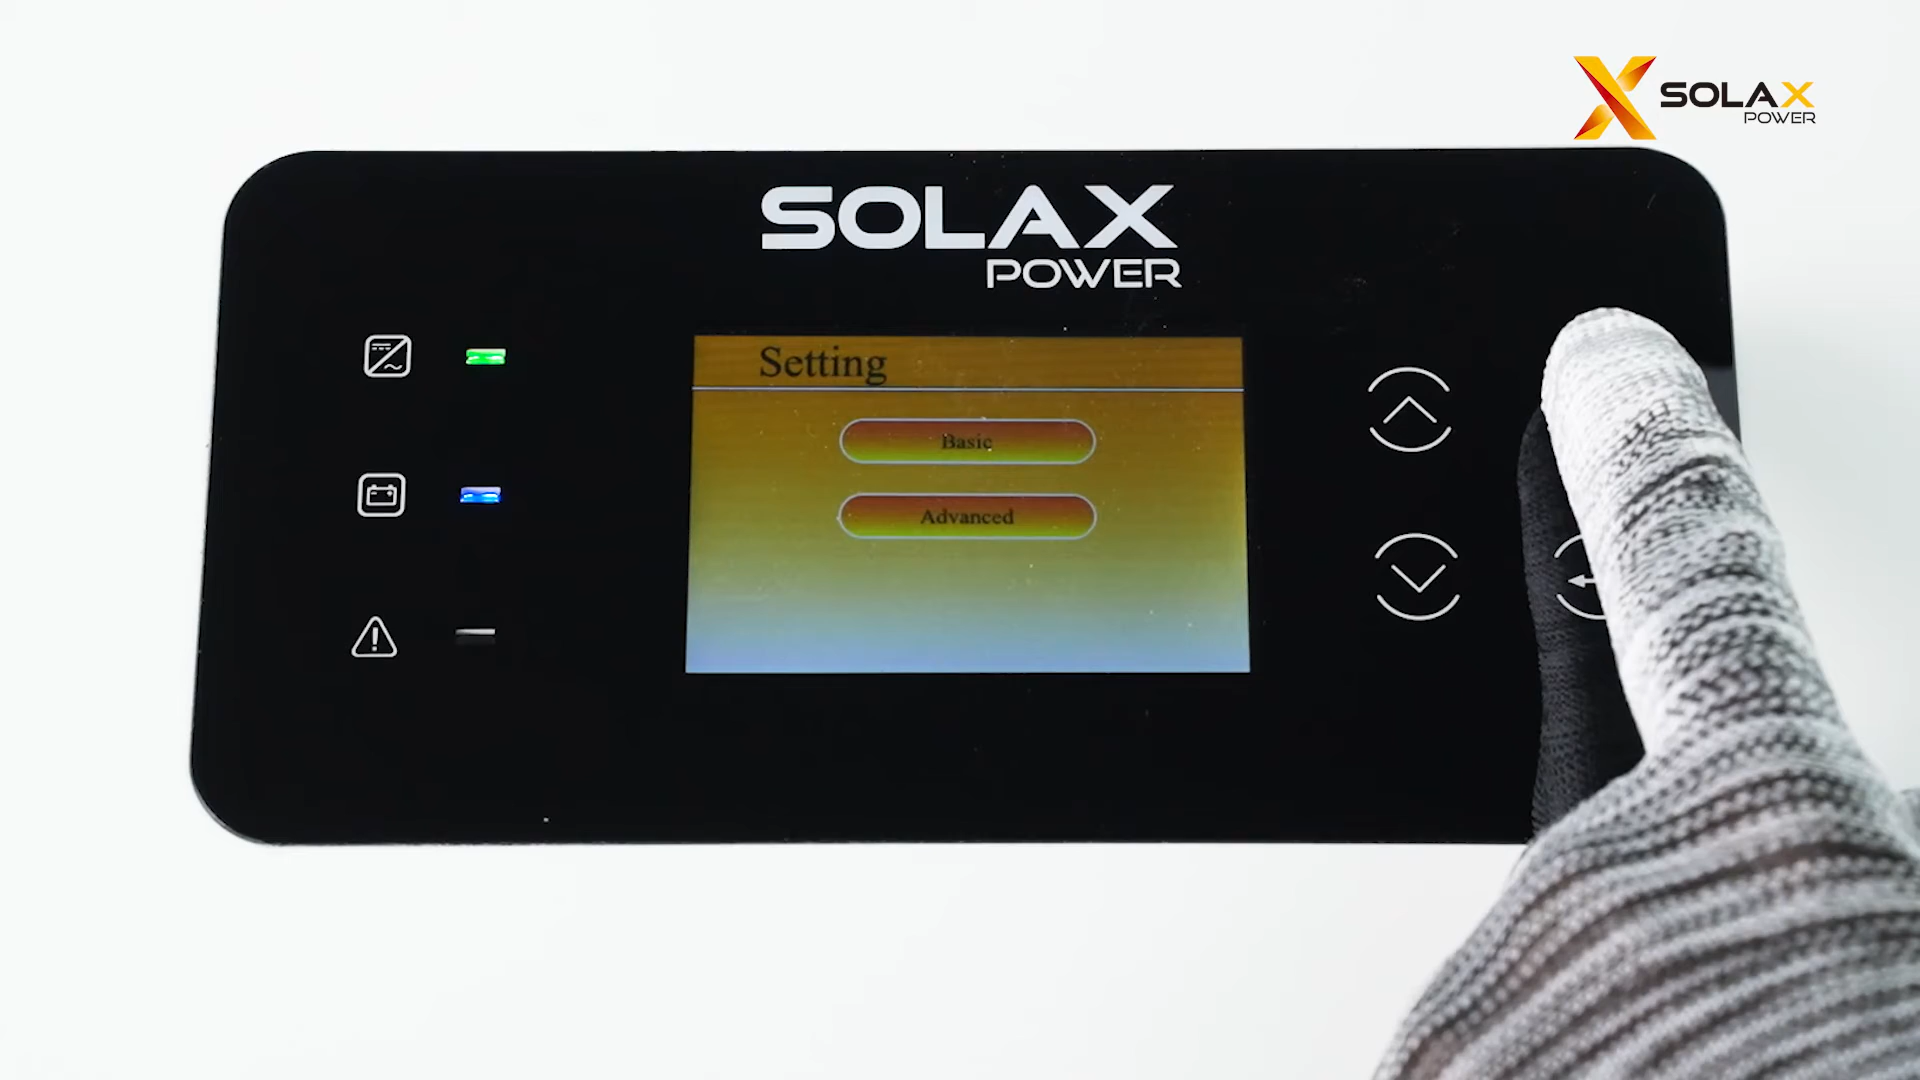 SOLAX
POWER
SOLAX
POWER
Setting
Basic
Advanced